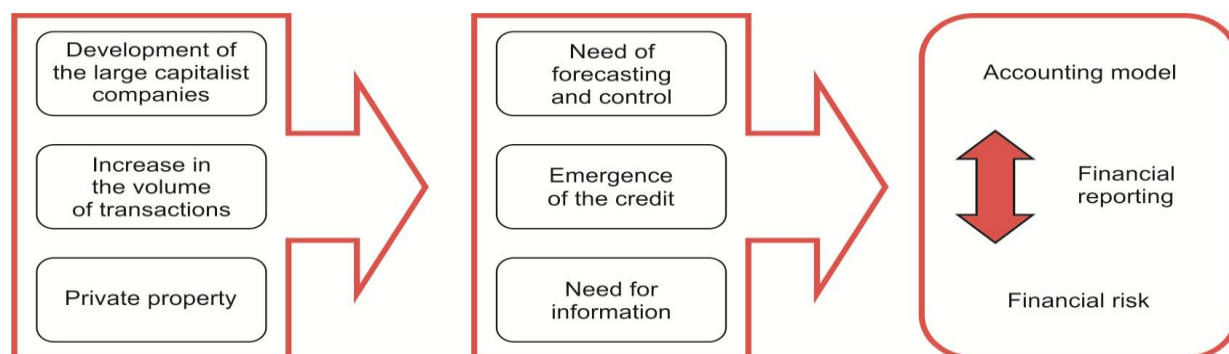 Development of
the large capitalist
companies
Increase in
the volume
of transactions
Private property
Need of
forecasting
and control
Emergence
of the credit
Need for
information
Accounting model
Financial
reporting
Financial risk